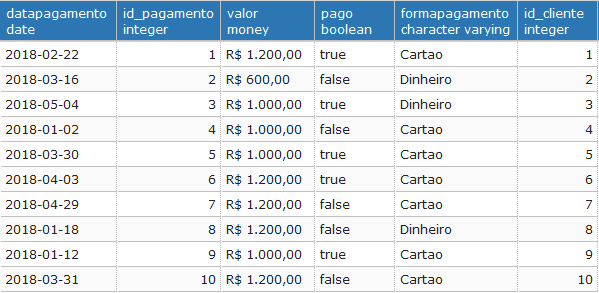 datapagamento id_pagamento valor pago formapagamento id_cliente
date integer money boolean character varying integer
2018-02-22 1 R$ 1.200,00 true Cartao 1
2018-03-16 2 R$ 600,00 false Dinheiro 2
2018-05-04 3 R$ 1.000,00 true Dinheiro 3
2018-01-02 4 R$ 1.000,00 false Cartao 4
2018-03-30 5 R$ 1.000,00 true Cartao 5
2018-04-03 6 R$ 1.200,00 true Cartao 6
2018-04-29 7 R$ 1.200,00 false Cartao 7
2018-01-18 8 R$ 1.200,00 false Dinheiro 8
2018-01-12 9 R$ 1.000,00 true Cartao 9
2018-03-31 10 R$ 1.200,00 false Cartao 10